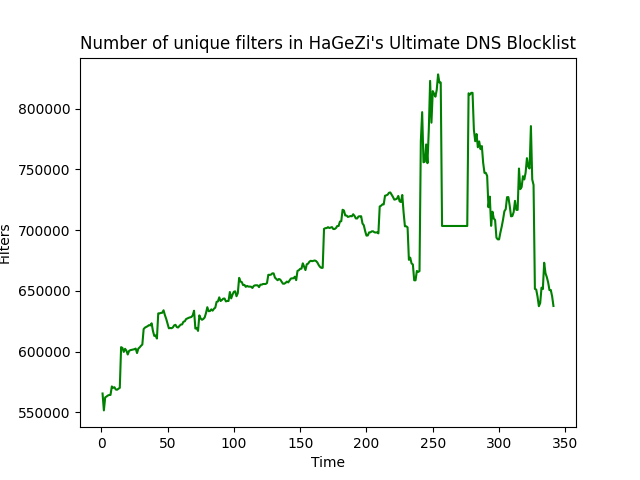 Number of unique filters in HaGeZi's Ultimate DNS Blocklist
800000
750000
700000
650000
600000
550000
Filters
0 50 100 150 200 250 300 350
Time